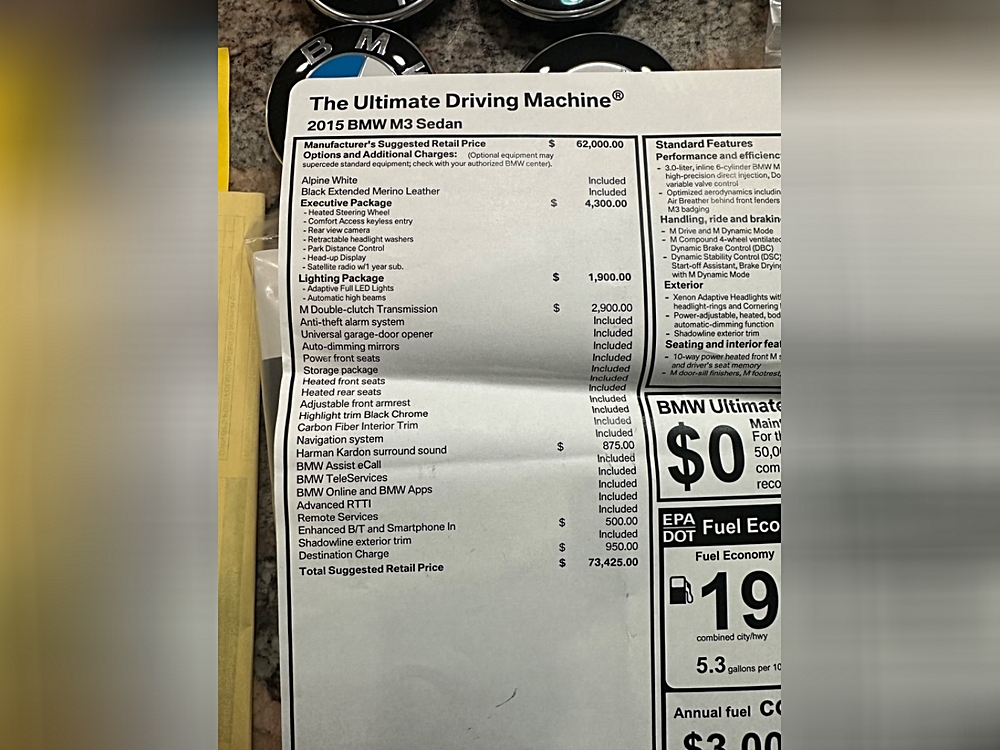 B M
The Ultimate Driving Machine®
2015 BMW M3 Sedan
Manufacturer's Suggested Retail Price $ 62,000.00
Options and Additional Charges: (Optional equipment may
supercede standard equipment; check with your authorized BMW center).
Alpine White Included
Black Extended Merino Leather Included
Executive Package $ 4,300.00
- Heated Steering Wheel
- Comfort Access keyless entry
- Rear view camera
- Retractable headlight washers
- Park Distance Control
- Head-up Display
- Satellite radio w/1 year sub.
Lighting Package $ 1,900.00
- Adaptive Full LED Lights
- Automatic high beams
M Double-clutch Transmission $ 2,900.00
Anti-theft alarm system Included
Universal garage-door opener Included
Auto-dimming mirrors Included
Power front seats Included
Storage package Included
Heated front seats Included
Heated rear seats Included
Adjustable front armrest Included
Highlight trim Black Chrome Included
Carbon Fiber Interior Trim Included
Navigation system Included
Harman Kardon surround sound $ 875.00
BMW Assist eCall Included
BMW TeleServices Included
BMW Online and BMW Apps Included
Advanced RTTI Included
Remote Services Included
Enhanced B/T and Smartphone In $ 500.00
Shadowline exterior trim Included
Destination Charge $ 950.00
Total Suggested Retail Price $ 73,425.00
Standard Features
Performance and efficienc
- 3.0-liter, inline 6-cylinder BMW M
high-precision direct injection, Do
variable valve control
- Optimized aerodynamics includin
Air Breather behind front fenders
M3 badging
Handling, ride and brakin
- M Drive and M Dynamic Mode
- M Compound 4-wheel ventilated
Dynamic Brake Control (DBC)
- Dynamic Stability Control (DSC)
Start-off Assistant, Brake Drying
with M Dynamic Mode
Exterior
- Xenon Adaptive Headlights wit
headlight-rings and Cornering
- Power-adjustable, heated, bod
automatic-dimming function
- Shadowline exterior trim
Seating and interior feat
- 10-way power heated front M s
and driver's seat memory
- M door-sill finishers, M footrest,
BMW Ultimate
$0
Main
For th
50,0
com
reco
EPA
DOT
Fuel Eco
Fuel Economy
19
combined city/hwy
5.3 gallons per 10
Annual fuel CO
$3,00